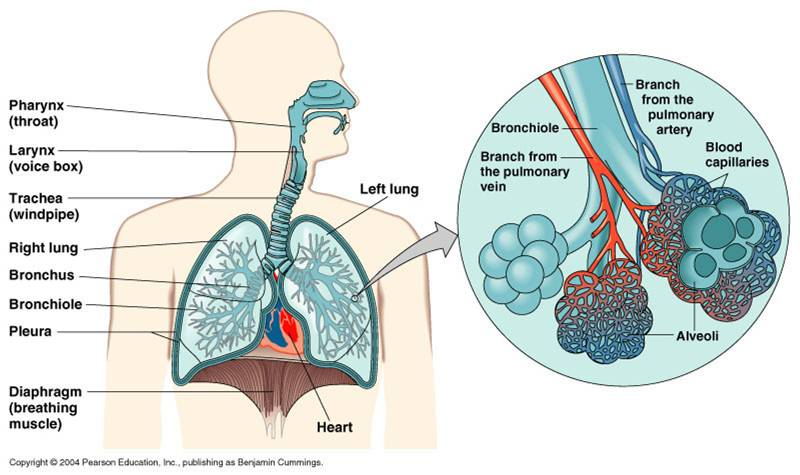 Pharynx
(throat)
Larynx
(voice box)
Trachea
(windpipe)
Right lung
Bronchus
Bronchiole
Pleura
Diaphragm
(breathing
muscle)
Left lung
Heart
Bronchiole
Branch from
the pulmonary
vein
Branch
from the
pulmonary
artery
Blood
capillaries
Alveoli
Copyright © 2004 Pearson Education, Inc., publishing as Benjamin Cummings.